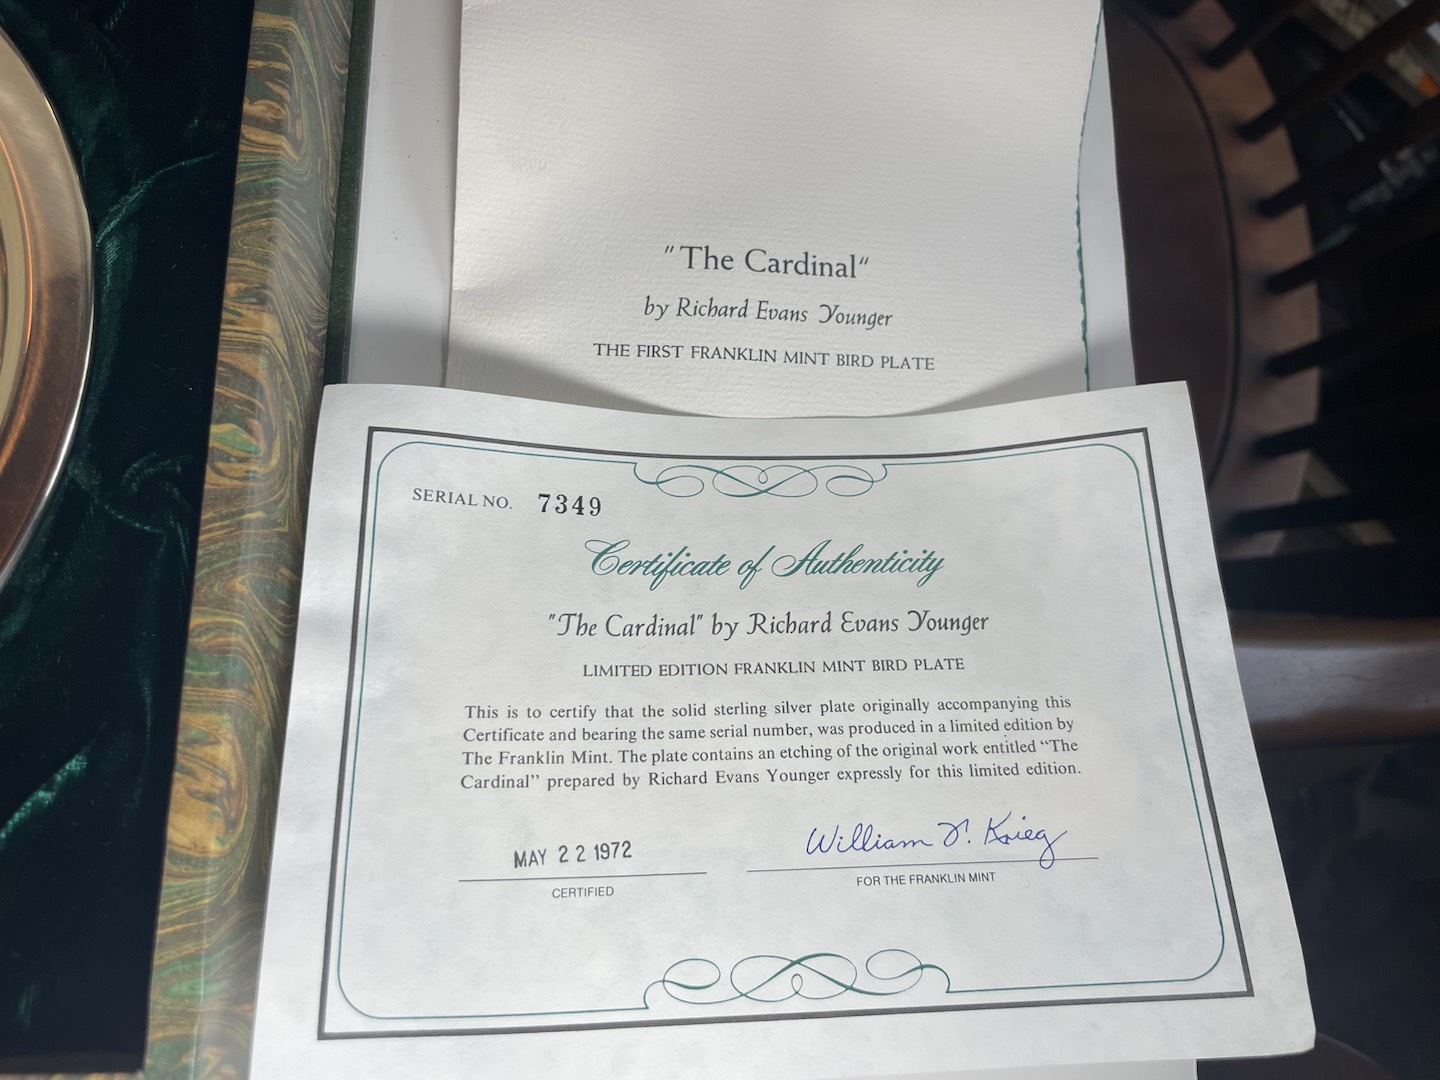 "The Cardinal"
by Richard Evans Younger
THE FIRST FRANKLIN MINT BIRD PLATE
SERIAL NO. 7349
Certificate of Authenticity
"The Cardinal" by Richard Evans Younger
LIMITED EDITION FRANKLIN MINT BIRD PLATE
This is to certify that the solid sterling silver plate originally accompanying this
Certificate and bearing the same serial number, was produced in a limited edition by
The Franklin Mint. The plate contains an etching of the original work entitled “The
Cardinal” prepared by Richard Evans Younger expressly for this limited edition.
MAY 22 1972
CERTIFIED
William T. Krieg
FOR THE FRANKLIN MINT